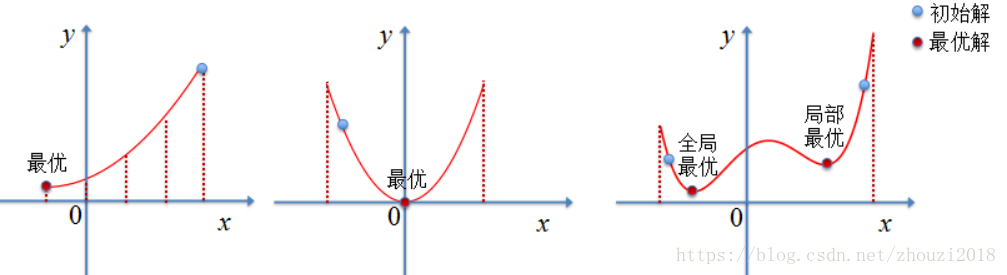 初始解
最优解
y
最优
0
x
y
最优
0
x
y
全局
最优
局部
最优
0
x
https://blog.csdn.net/zhouzi2018